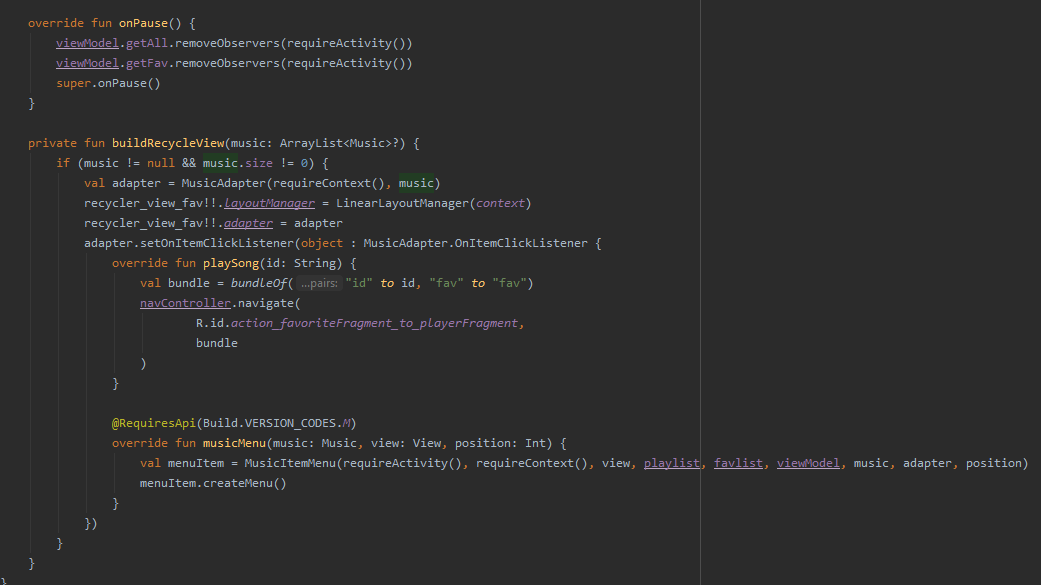 override fun onPause() {
viewModel.getAll.removeObservers(requireActivity())
viewModel.getFav.removeObservers(requireActivity())
super.onPause()
}
private fun buildRecycleView(music: ArrayList<Music>?) {
if (music != null && music.size != 0) {
val adapter = MusicAdapter(requireContext(), music)
recycler_view_fav!!.layoutManager = LinearLayoutManager(context)
recycler_view_fav!!.adapter = adapter
adapter.setOnItemClickListener(object : MusicAdapter.OnItemClickListener {
override fun playSong(id: String) {
val bundle = bundleOf( ...pairs: "id" to id, "fav" to "fav")
navController.navigate(
R.id.action_favoriteFragment_to_playerFragment,
bundle
)
}
@RequiresApi(Build.VERSION_CODES.M)
override fun musicMenu(music: Music, view: View, position: Int) {
val menuItem = MusicItemMenu(requireActivity(), requireContext(), view, playlist, favlist, viewModel, music, adapter, position)
menuItem.createMenu()
}
})
}
}
}